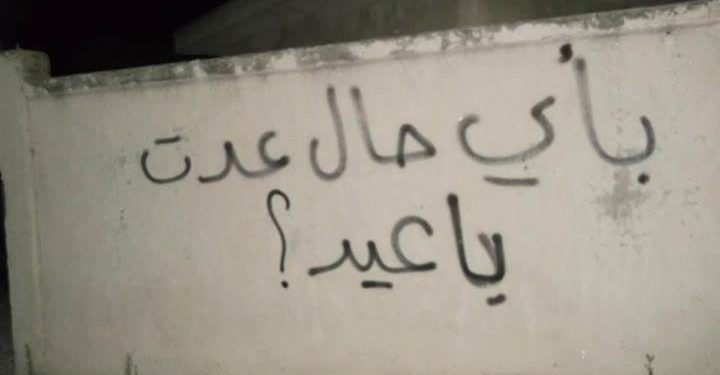 بأي حال عدت
يا عيد؟